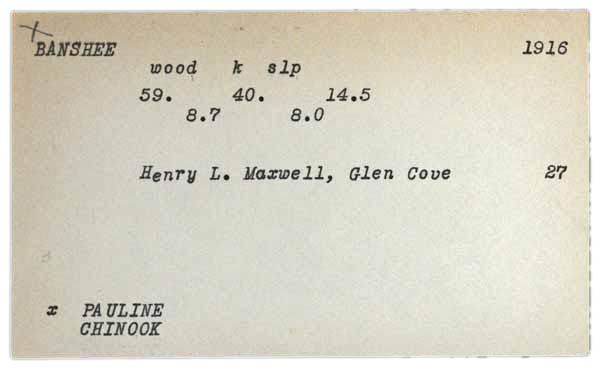 x
BANSHEE 1916
wood k slp
59. 40. 14.5
8.7 8.0
Henry L. Maxwell, Glen Cove 27
x PAULINE
CHINOOK